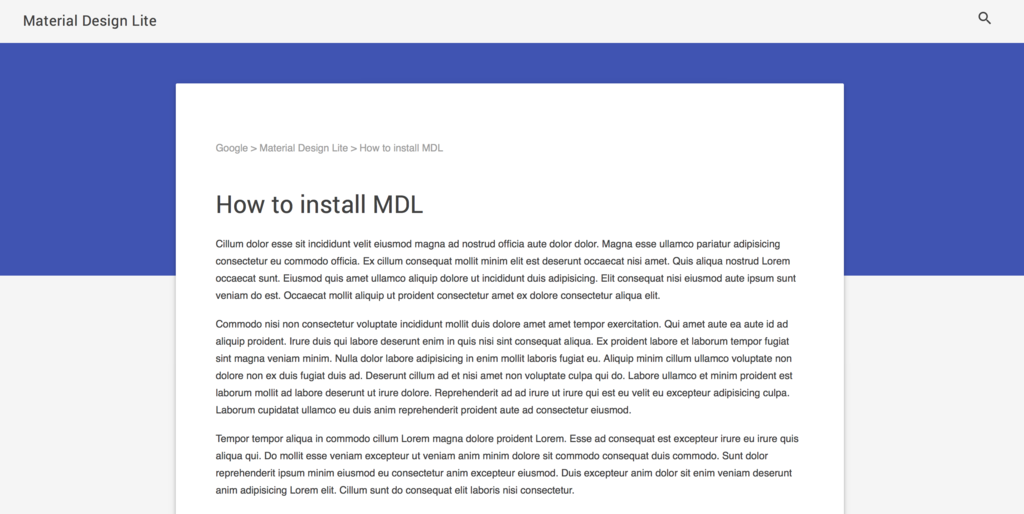 Material Design Lite
Google > Material Design Lite > How to install MDL
How to install MDL
Cillum dolor esse sit incididunt velit eiusmod magna ad nostrud officia aute dolor dolor. Magna esse ullamco pariatur adipisicing
consectetur eu commodo officia. Ex cillum consequat mollit minim elit est deserunt occaecat nisi amet. Quis aliqua nostrud Lorem
occaecat sunt. Eiusmod quis amet ullamco aliquip dolore ut incididunt duis adipisicing. Elit consequat nisi eiusmod aute ipsum sunt
veniam do est. Occaecat mollit aliquip ut proident consectetur amet ex dolore consectetur aliqua elit.
Commodo nisi non consectetur voluptate incididunt mollit duis dolore amet amet tempor exercitation. Qui amet aute ea aute id ad
aliquip proident. Irure duis qui labore deserunt enim in quis nisi sint consequat aliqua. Ex proident labore et laborum tempor fugiat
sint magna veniam minim. Nulla dolor labore adipisicing in enim mollit laboris fugiat eu. Aliquip minim cillum ullamco voluptate non
dolore non ex duis fugiat duis ad. Deserunt cillum ad et nisi amet non voluptate culpa qui do. Labore ullamco et minim proident est
laborum mollit ad labore deserunt ut irure dolore. Reprehenderit ad ad irure ut irure qui est eu velit eu excepteur adipisicing culpa.
Laborum cupidatat ullamco eu duis anim reprehenderit proident aute ad consectetur eiusmod.
Tempor tempor aliqua in commodo cillum Lorem magna dolore proident Lorem. Esse ad consequat est excepteur irure eu irure quis
aliqua qui. Do mollit esse veniam excepteur ut veniam anim minim dolore sit commodo consequat duis commodo. Sunt dolor
reprehenderit ipsum minim eiusmod eu consectetur anim excepteur eiusmod. Duis excepteur anim dolor sit enim veniam deserunt
anim adipisicing Lorem elit. Cillum sunt do consequat elit laboris nisi consectetur.